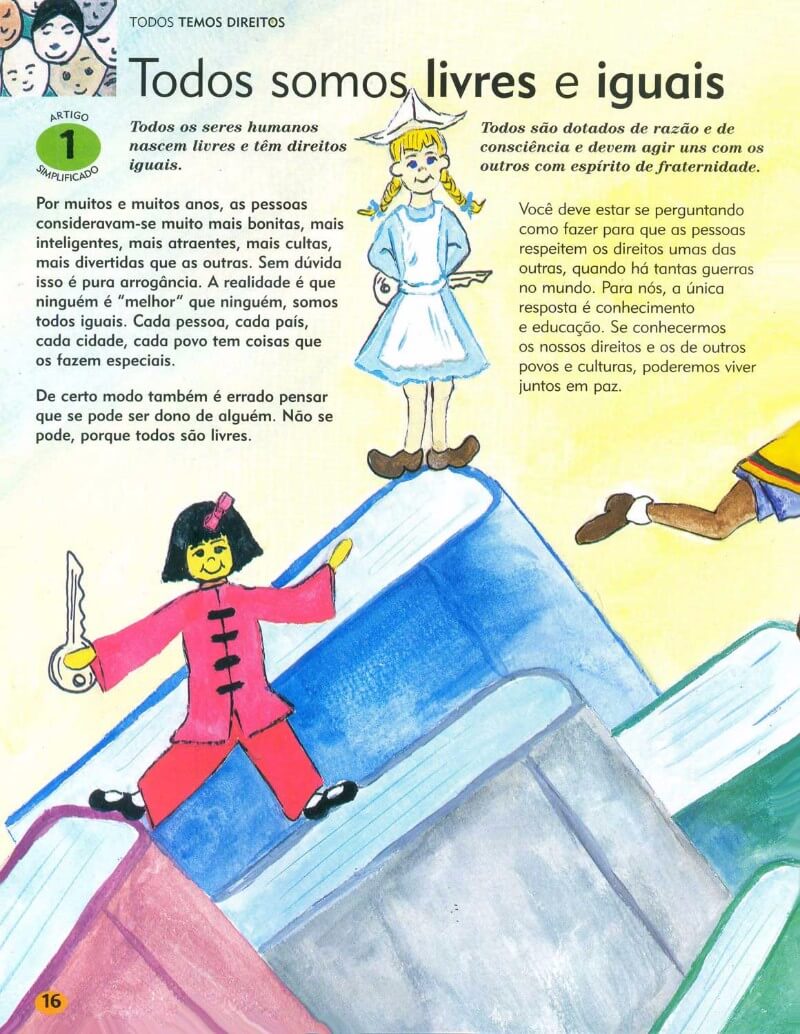 TODOS TEMOS DIREITOS
Todos somos livres e iguais
ARTIGO
1
SIMPLIFICADO
Todos os seres humanos
nascem livres e têm direitos
iguais.
Todos são dotados de razão e de
consciência e devem agir uns com os
outros com espírito de fraternidade.
Por muitos e muitos anos, as pessoas
consideravam-se muito mais bonitas, mais
inteligentes, mais atraentes, mais cultas,
mais divertidas que as outras. Sem dúvida
isso é pura arrogância. A realidade é que
ninguém é “melhor” que ninguém, somos
todos iguais. Cada pessoa, cada país,
cada cidade, cada povo tem coisas que
os fazem especiais.
De certo modo também é errado pensar
que se pode ser dono de alguém. Não se
pode, porque todos são livres.
Você deve estar se perguntando
como fazer para que as pessoas
respeitem os direitos umas das
outras, quando há tantas guerras
no mundo. Para nós, a única
resposta é conhecimento
e educação. Se conhecermos
os nossos direitos e os de outros
povos e culturas, poderemos viver
juntos em paz.
16